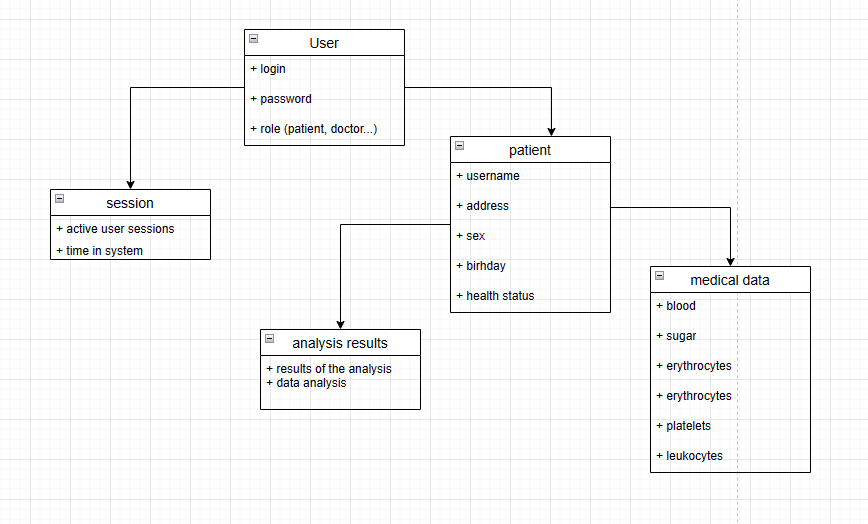 User
+ login
+ password
+ role (patient, doctor...)
patient
+ username
+ address
+ sex
+ birhday
+ health status
session
+ active user sessions
+ time in system
medical data
+ blood
+ sugar
+ erythrocytes
+ erythrocytes
+ platelets
+ leukocytes
analysis results
+ results of the analysis
+ data analysis